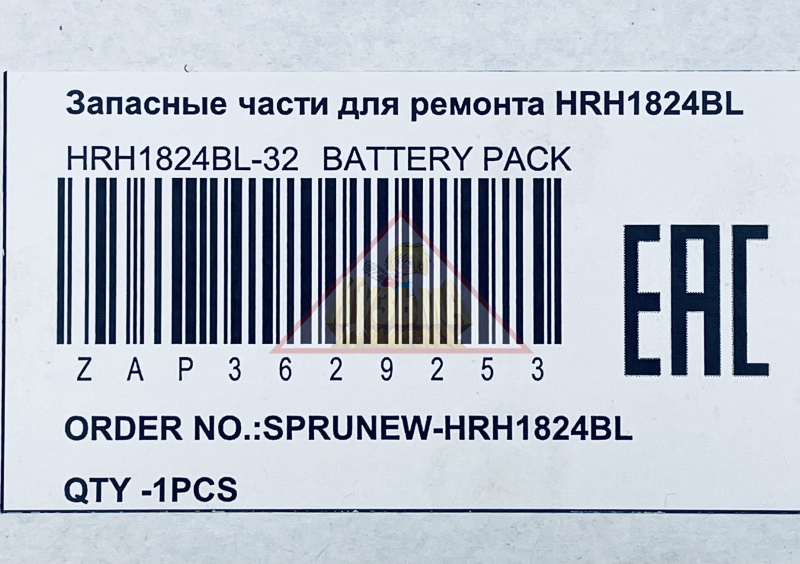 Запасные части для ремонта HRH1824BL
HRH1824BL-32 BATTERY PACK
ZAP3629253
EAC
ORDER NO.:SPRUNEW-HRH1824BL
QTY -1PCS